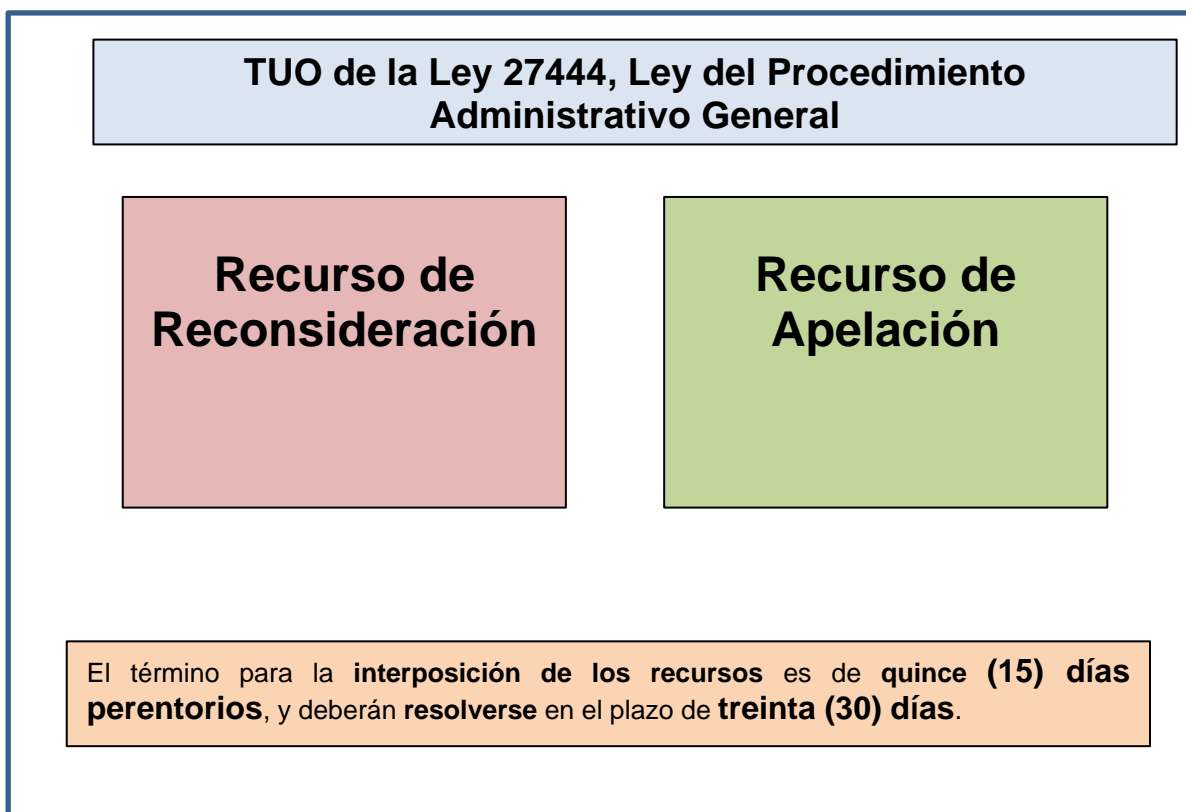 TUO de la Ley 27444, Ley del Procedimiento
Administrativo General
Recurso de
Reconsideración
Recurso de
Apelación
El término para la interposición de los recursos es de quince (15) días
perentorios, y deberán resolverse en el plazo de treinta (30) días.